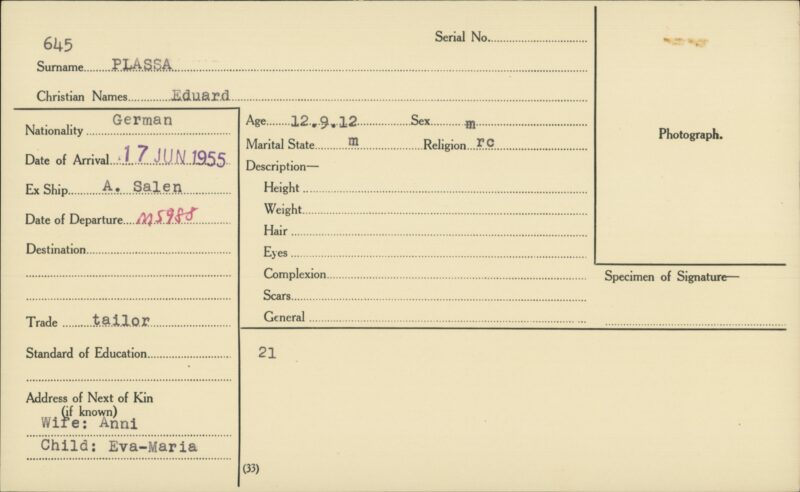 645
Serial No.
Surname PLASSA
Christian Names Eduard
Nationality German
Date of Arrival 17 JUN 1955
Ex Ship A. Salen
Date of Departure M5985
Destination
Trade tailor
Standard of Education
Address of Next of Kin
(if known)
Wife: Anni
Child: Eva-Maria
Age 12.9.12 Sex m
Marital State m Religion rc
Description—
Height
Weight
Hair
Eyes
Complexion
Scars
General
21
(33)
Photograph.
Specimen of Signature—